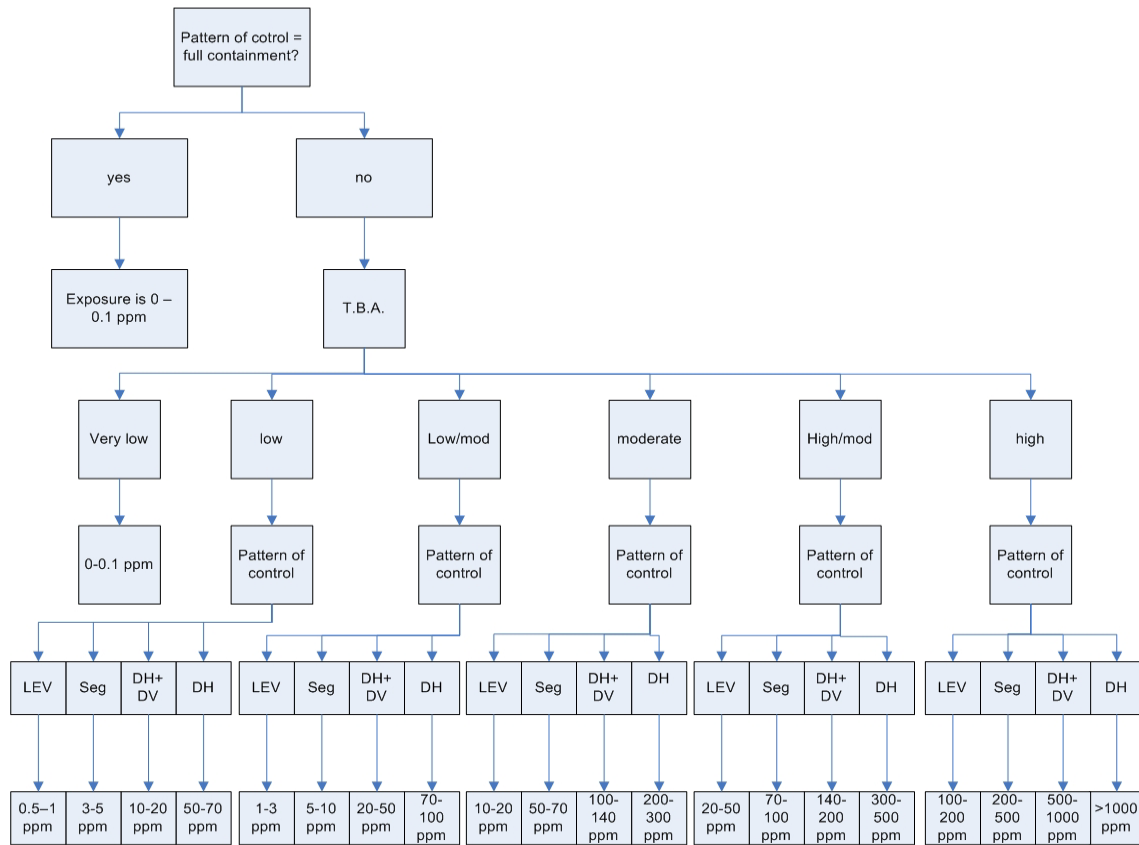 Pattern of cotrol =
full containment?
yes
no
Exposure is 0 –
0.1 ppm
T.B.A.
Very low
low
Low/mod
moderate
High/mod
high
0-0.1 ppm
Pattern of
control
Pattern of
control
Pattern of
control
Pattern of
control
Pattern of
control
LEV
Seg
DH+
DV
DH
LEV
Seg
DH+
DV
DH
LEV
Seg
DH+
DV
DH
LEV
Seg
DH+
DV
DH
LEV
Seg
DH+
DV
DH
0.5–1
ppm
3-5
ppm
10-20
ppm
50-70
ppm
1-3
ppm
5-10
ppm
20-50
ppm
70-
100
ppm
10-20
ppm
50-70
ppm
100-
140
ppm
200-
300
ppm
20-50
ppm
70-
100
ppm
140-
200
ppm
300-
500
ppm
100-
200
ppm
200-
500
ppm
500-
1000
ppm
>1000
ppm